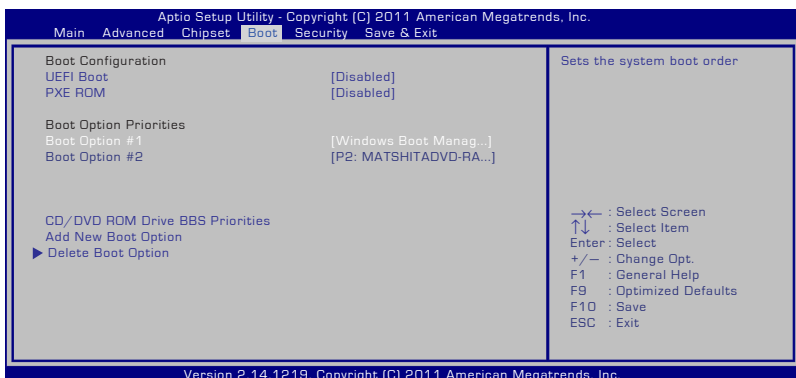 Aptio Setup Utility - Copyright (C) 2011 American Megatrends, Inc.
Main Advanced Chipset Boot Security Save & Exit
Boot Configuration
UEFI Boot [Disabled]
PXE ROM [Disabled]
Boot Option Priorities
Boot Option #1 [Windows Boot Manag...]
Boot Option #2 [P2: MATSHITADVD-RA...]
CD/DVD ROM Drive BBS Priorities
Add New Boot Option
Delete Boot Option
Sets the system boot order
→← : Select Screen
↑↓ : Select Item
Enter : Select
+/— : Change Opt.
F1 : General Help
F9 : Optimized Defaults
F10 : Save
ESC : Exit
Version 2.14.1219. Copyright (C) 2011 American Megatrends, Inc.